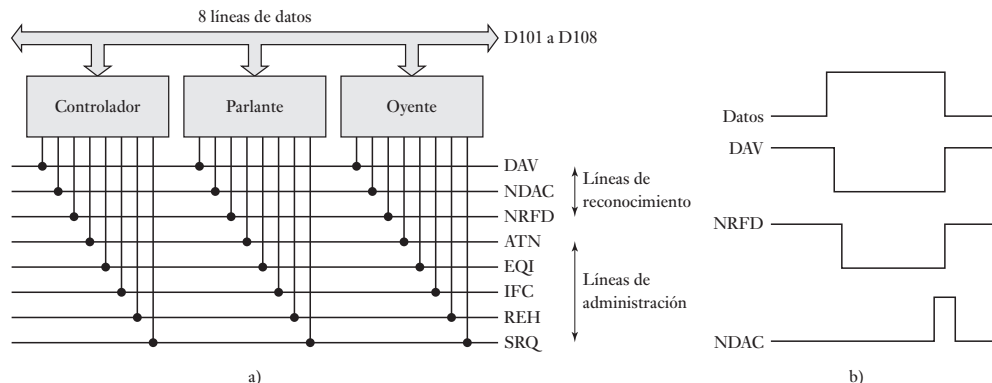 8 líneas de datos
D101 a D108
Controlador
Parlante
Oyente
DAV
NDAC
NRFD
ATN
EQI
IFC
REH
SRQ
Líneas de
reconocimiento
Líneas de
administración
a)
Datos
DAV
NRFD
NDAC
b)